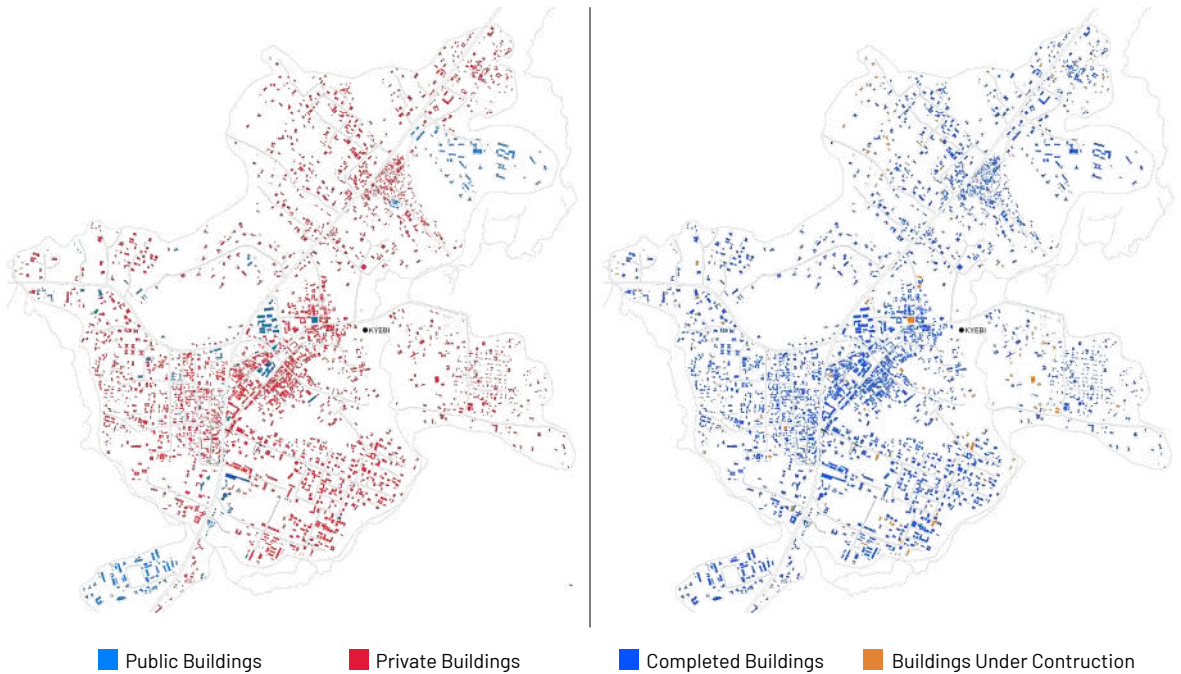 KYEBI
KYEBI
Public Buildings
Private Buildings
Completed Buildings
Buildings Under Contruction